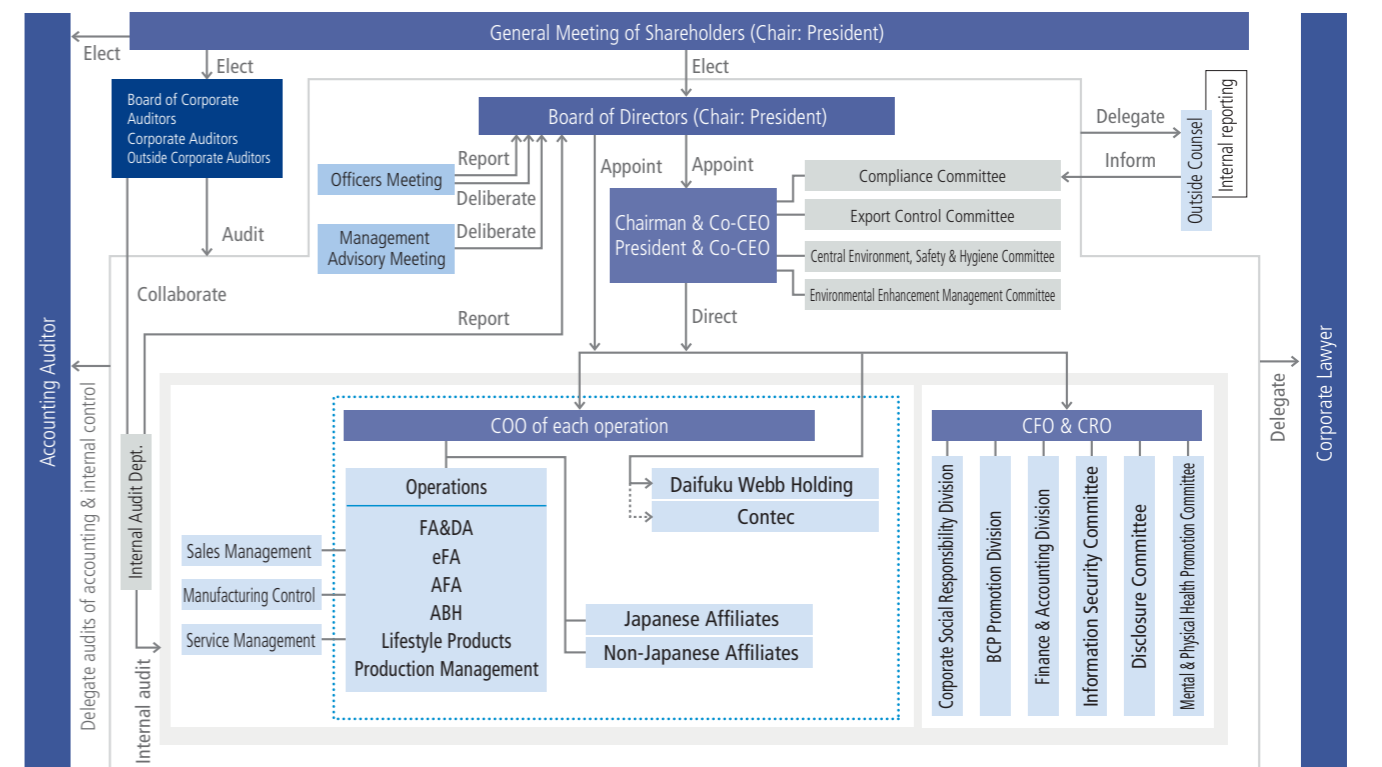 General Meeting of Shareholders (Chair: President)
Elect
Elect
Elect
Board of Corporate
Auditors
Corporate Auditors
Outside Corporate Auditors
Board of Directors (Chair: President)
Delegate
Inform
Outside Counsel
Internal reporting
Officers Meeting
Report
Deliberate
Management
Advisory Meeting
Deliberate
Appoint
Appoint
Chairman & Co-CEO
President & Co-CEO
Compliance Committee
Export Control Committee
Central Environment, Safety & Hygiene Committee
Environmental Enhancement Management Committee
Audit
Collaborate
Report
Direct
Accounting Auditor
Delegate audits of accounting & internal control
Internal Audit Dept.
Internal audit
Corporate Lawyer
Delegate
COO of each operation
Operations
FA&DA
eFA
AFA
ABH
Lifestyle Products
Production Management
Sales Management
Manufacturing Control
Service Management
Daifuku Webb Holding
Contec
Japanese Affiliates
Non-Japanese Affiliates
CFO & CRO
Corporate Social Responsibility Division
BCP Promotion Division
Finance & Accounting Division
Information Security Committee
Disclosure Committee
Mental & Physical Health Promotion Committee